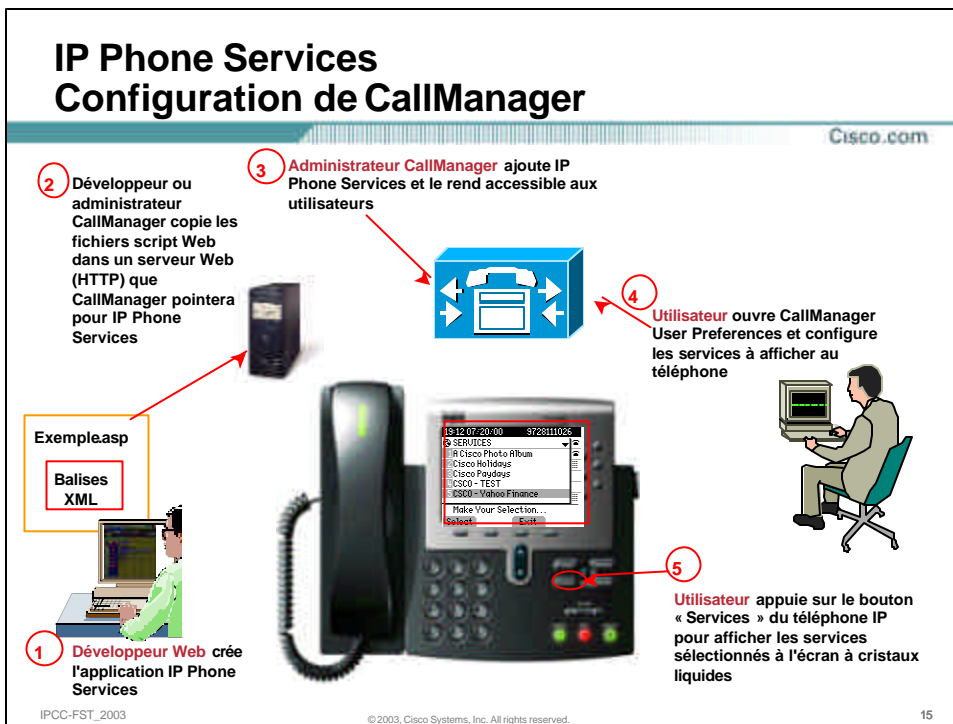 IP Phone Services
Configuration de CallManager
Cisco.com
2
Développeur ou
administrateur
CallManager copie les
fichiers script Web
dans un serveur Web
(HTTP) que
CallManager pointera
pour IP Phone
Services
3
Administrateur CallManager ajoute IP
Phone Services et le rend accessible aux
utilisateurs
4
Utilisateur ouvre CallManager
User Preferences et configure
les services à afficher au
téléphone
Exemple.asp
Balises
XML
19:12 07/20/00 9728111026
SERVICES
1 A Cisco Photo Album
2 Cisco Holidays
3 Cisco Paydays
4 CSCO - TEST
5 CSCO - Yahoo Finance
Make Your Selection...
Select Exit
5
Utilisateur appuie sur le bouton
« Services » du téléphone IP
pour afficher les services
sélectionnés à l'écran à cristaux
liquides
1
Développeur Web crée
l'application IP Phone
Services
IPCC-FST_2003
© 2003, Cisco Systems, Inc. All rights reserved.
15